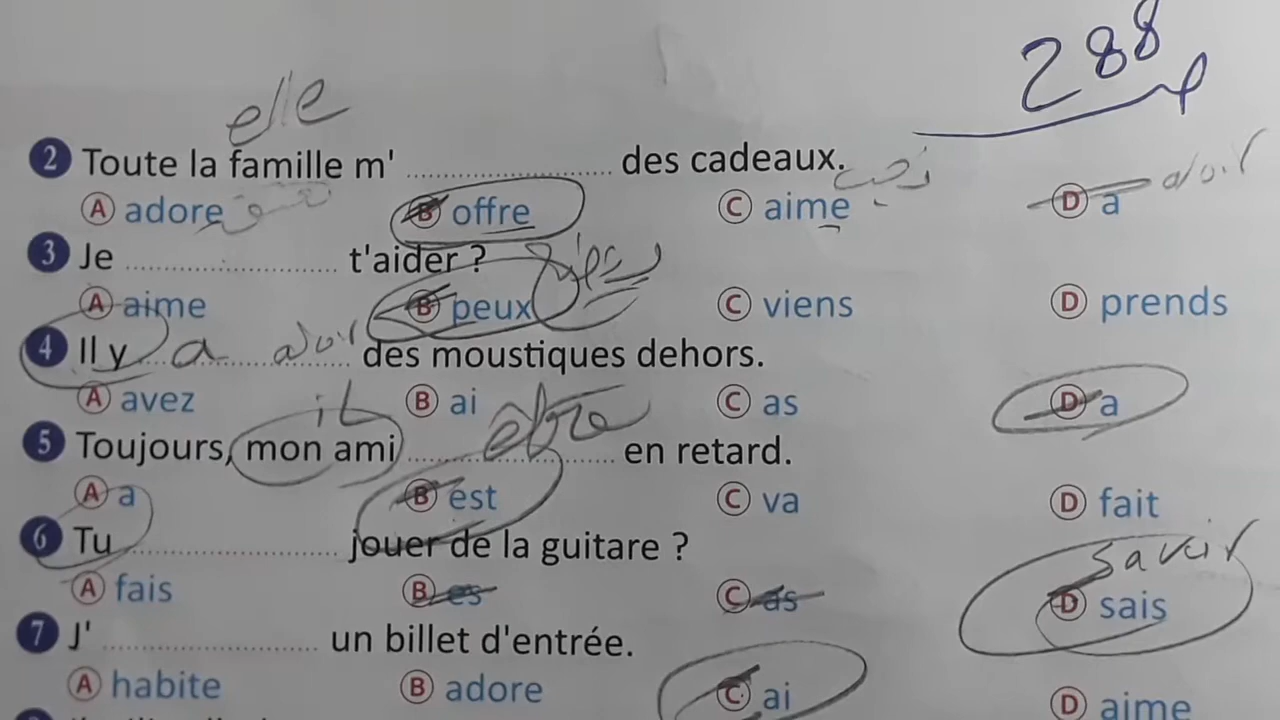 288
elle
2 Toute la famille m' .................... des cadeaux.
A adore B offre C aime D a avoir
3 Je .................... t'aider ?
A aime B peux C viens D prends
4 Il y a avoir des moustiques dehors.
A avez B ai C as D a
il être
5 Toujours, mon ami .................... en retard.
A a B est C va D fait
6 Tu .................... jouer de la guitare ?
savoir
A fais B es C as D sais
7 J' .................... un billet d'entrée.
A habite B adore C ai D aime